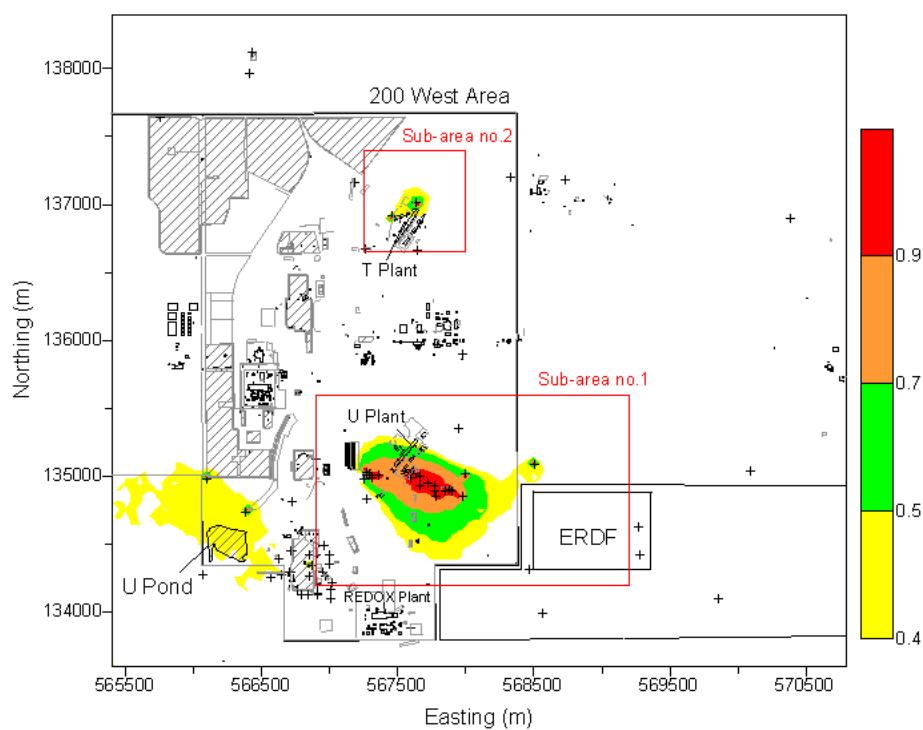 138000
200 West Area
Sub-area no.2
137000
T Plant
0.9
Northing (m)
136000
0.7
Sub-area no.1
U Plant
135000
0.5
ERDF
U Pond
REDOX Plant
134000
0.4
565500
566500
567500
568500
569500
570500
Easting (m)